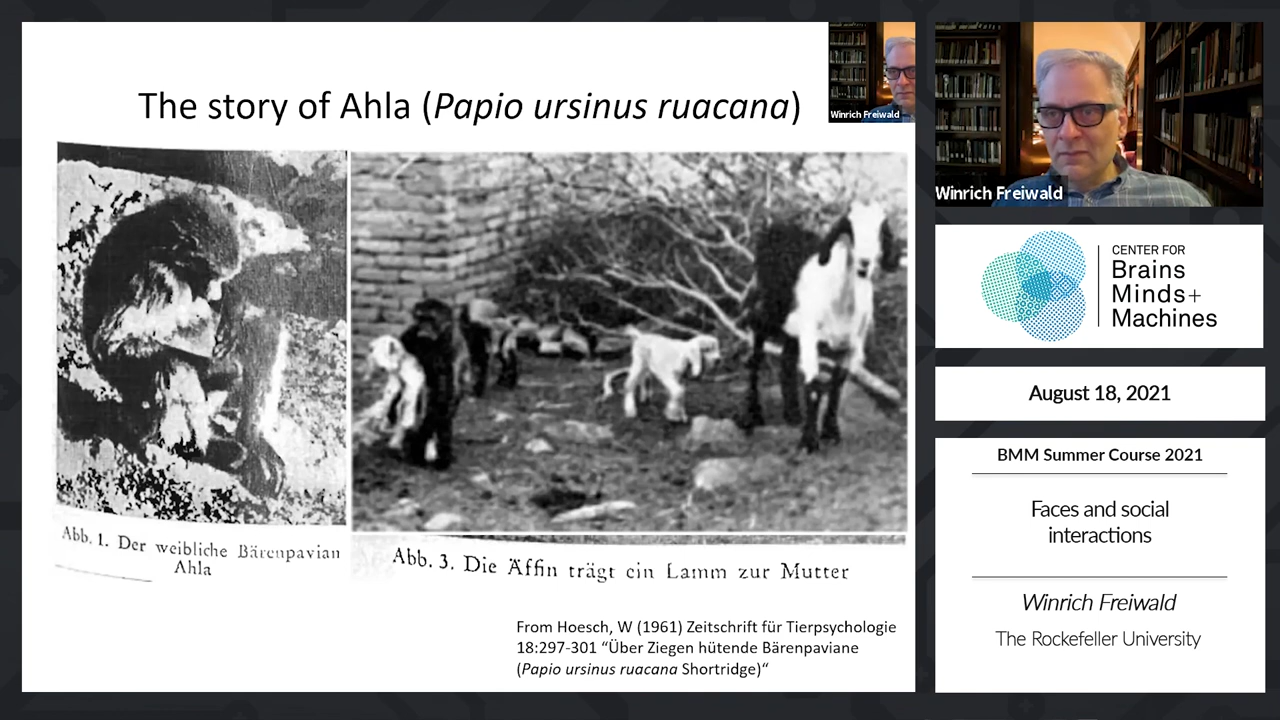 The story of Ahla (Papio ursinus ruacana)
Winrich Freiwald
Abb. 1. Der weibliche Bärenpavian
Ahla
Abb. 3. Die Äffin trägt ein Lamm zur Mutter
From Hoesch, W (1961) Zeitschrift für Tierpsychologie
18:297-301 “Über Ziegen hütende Bärenpaviane
(Papio ursinus ruacana Shortridge)“
Winrich Freiwald
CENTER FOR
Brains
Minds+
Machines
August 18, 2021
BMM Summer Course 2021
Faces and social
interactions
Winrich Freiwald
The Rockefeller University